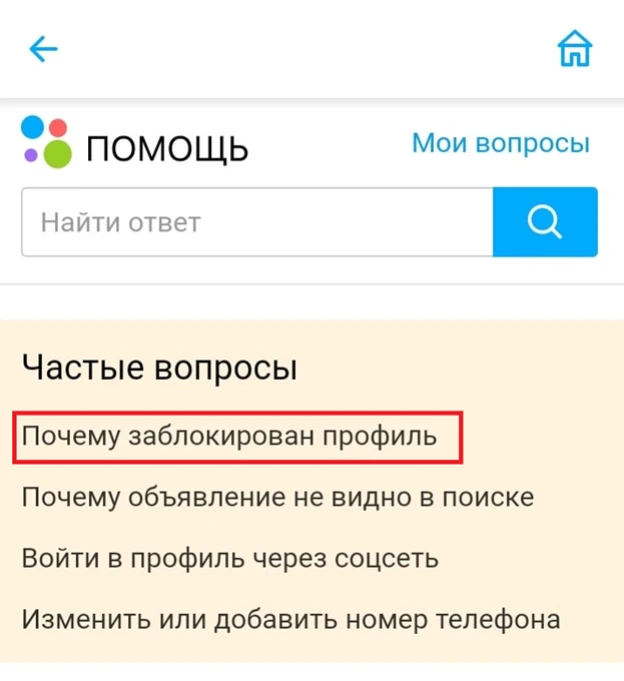 ПОМОЩЬ
Мои вопросы
Найти ответ
Частые вопросы
Почему заблокирован профиль
Почему объявление не видно в поиске
Войти в профиль через соцсеть
Изменить или добавить номер телефона